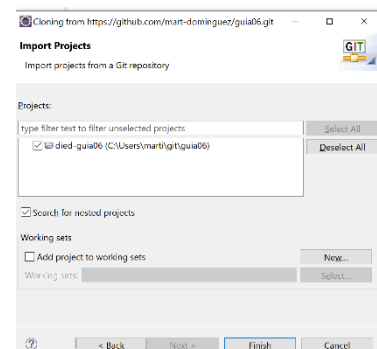 Cloning from https://github.com/mart-dominguez/guia06.git
Import Projects
Import projects from a Git repository
GIT
Projects:
type filter text to filter unselected projects
Select All
died-guia06 (C:\Users\marti\git\guia06)
Deselect All
Search for nested projects
Working sets
Add project to working sets
New...
Working sets:
Select...
?
< Back
Next >
Finish
Cancel